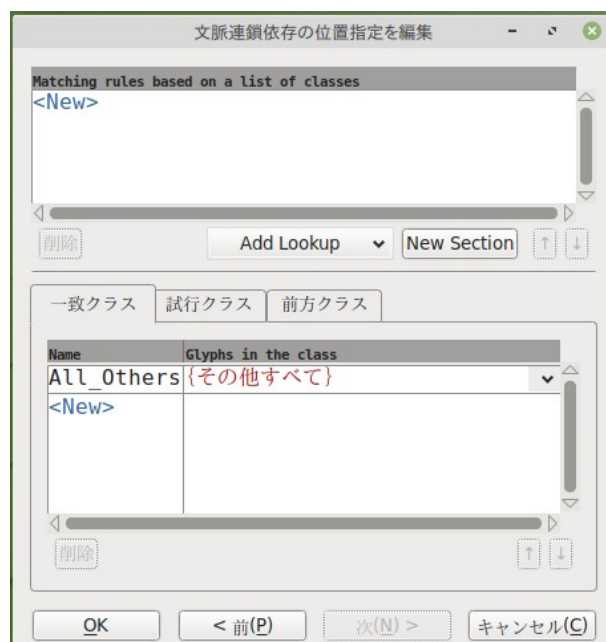 文脈連鎖依存の位置指定を編集
Matching rules based on a list of classes
<New>
削除 Add Lookup New Section ↑ ↓
一致クラス 試行クラス 前方クラス
Name Glyphs in the class
All_Others {その他すべて}
<New>
削除 ↑ ↓
OK < 前(P) 次(N) > キャンセル(C)